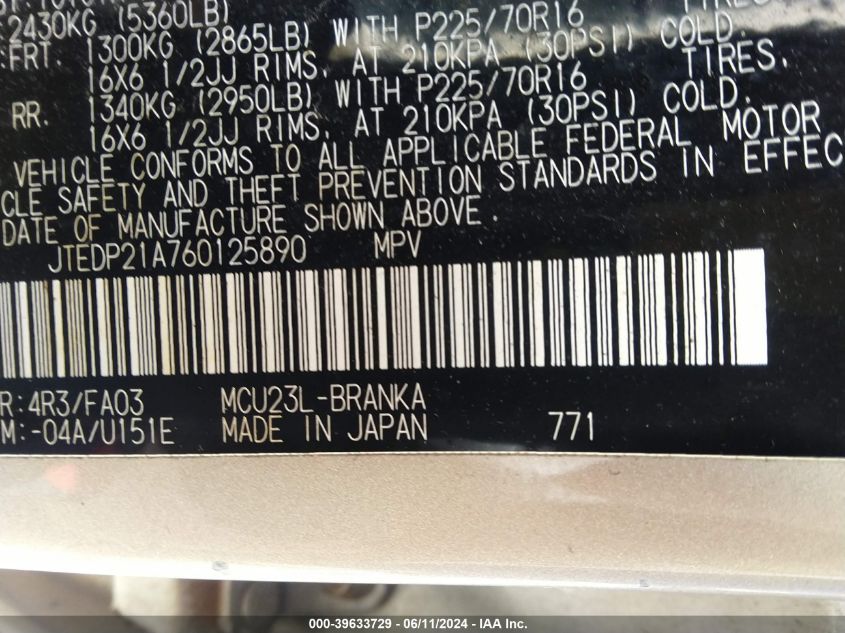 2430KG (5360LB)
FRT. 1300KG (2865LB) WITH P225/70R16 TIRES,
16X6 1/2JJ RIMS, AT 210KPA (30PSI) COLD.
RR. 1340KG (2950LB) WITH P225/70R16 TIRES,
16X6 1/2JJ RIMS, AT 210KPA (30PSI) COLD.
VEHICLE CONFORMS TO ALL APPLICABLE FEDERAL MOTOR
CLE SAFETY AND THEFT PREVENTION STANDARDS IN EFFEC
DATE OF MANUFACTURE SHOWN ABOVE.
JTEDP21A760125890 MPV
R:4R3/FA03 MCU23L-BRANKA
M:-04A/U151E MADE IN JAPAN 771
000-39633729 - 06/11/2024 - IAA Inc.